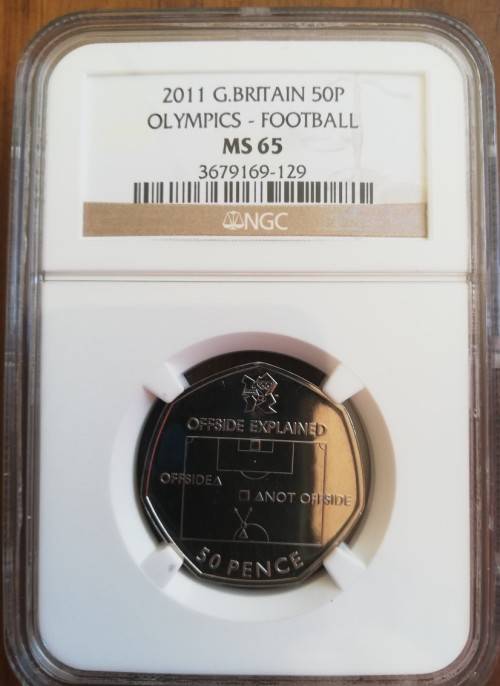 2011 G.BRITAIN 50P
OLYMPICS - FOOTBALL
MS 65
3679169-129
NGC
OFFSIDE EXPLAINED
OFFSIDE
NOT OFFSIDE
50 PENCE